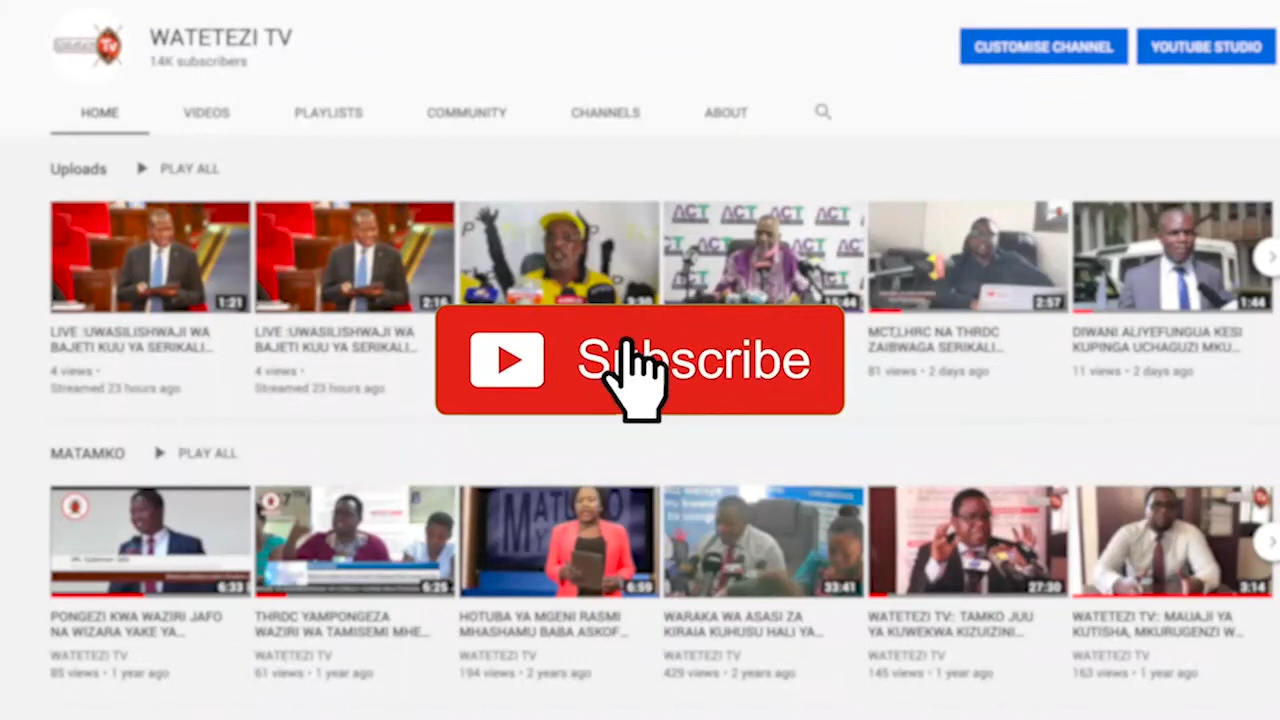 WATETEZI TV
14K subscribers
CUSTOMISE CHANNEL
YOUTUBE STUDIO
HOME
VIDEOS
PLAYLISTS
COMMUNITY
CHANNELS
ABOUT
Uploads
PLAY ALL
ACT ACT ACT ACT
1:21
2:16
2:57
1:44
LIVE :UWASILISHWAJI WA
BAJETI KUU YA SERIKALI...
4 views •
Streamed 23 hours ago
LIVE :UWASILISHWAJI WA
BAJETI KUU YA SERIKALI...
4 views •
Streamed 23 hours ago
Subscribe
MCT,LHRC NA THRDC
ZAIBWAGA SERIKALI...
81 views • 2 days ago
DIWANI ALIYEFUNGUA KESI
KUPINGA UCHAGUZI MKU...
11 views • 2 days ago
MATAMKO
PLAY ALL
6:33
6:25
6:59
33:41
27:30
3:14
PONGEZI KWA WAZIRI JAFO
NA WIZARA YAKE YA...
WATETEZI TV
85 views • 1 year ago
THRDC YAMPONGEZA
WAZIRI WA TAMISEMI MHE...
WATETEZI TV
61 views • 1 year ago
HOTUBA YA MGENI RASMI
MHASHAMU BABA ASKOF...
WATETEZI TV
194 views • 2 years ago
WARAKA WA ASASI ZA
KIRAIA KUHUSU HALI YA...
WATETEZI TV
429 views • 2 years ago
WATETEZI TV: TAMKO JUU
YA KUWEKWA KIZUIZINI...
WATETEZI TV
145 views • 1 year ago
WATETEZI TV: MAUAJI YA
KUTISHA, MKURUGENZI W...
WATETEZI TV
163 views • 1 year ago